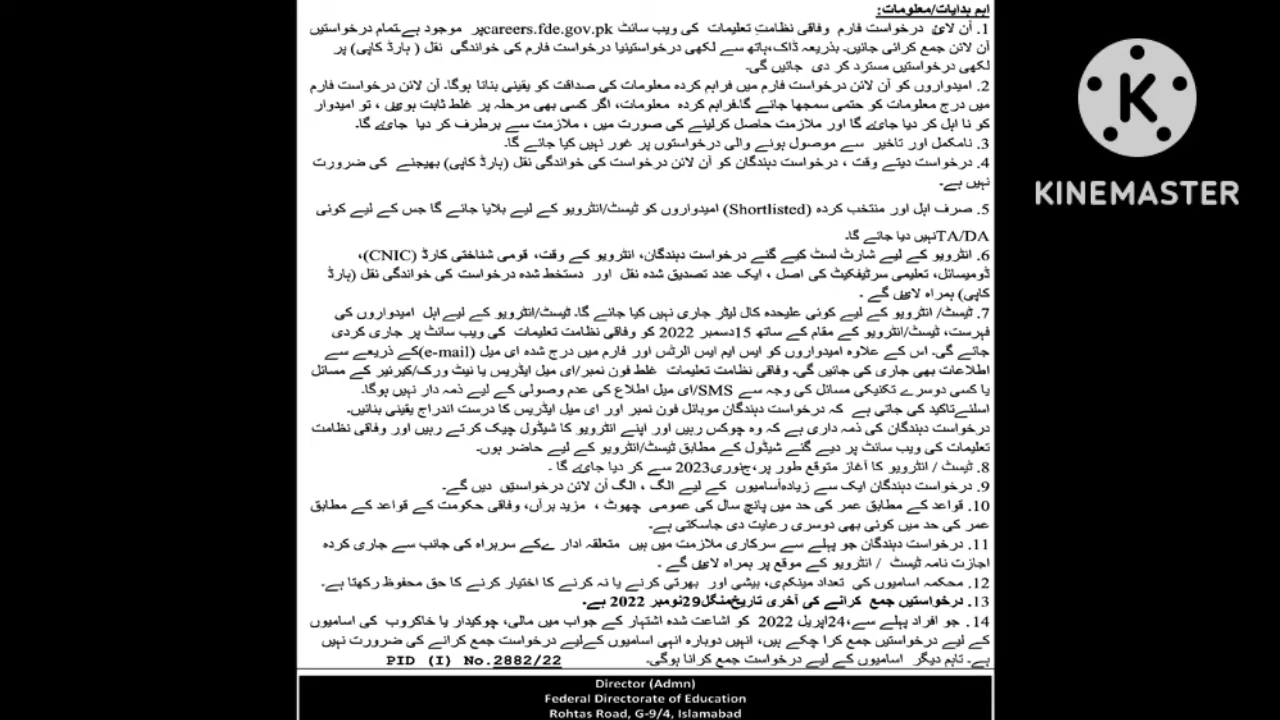 اہم ہدایات/معلومات:
1. آن لائن درخواست فارم وفاقی نظامتِ تعلیمات کی ویب سائٹ careers.fde.gov.pkپر موجود ہے۔تمام درخواستیں
آن لائن جمع کرائی جائیں۔ بذریعہ ڈاک،ہاتھ سے لکھی درخواستیںیا درخواست فارم کی خواندگی نقل ( ہارڈ کاپی) پر
لکھی درخواستیں مسترد کر دی جائیں گی۔
2. امیدواروں کو آن لائن درخواست فارم میں فراہم کردہ معلومات کی صداقت کو یقینی بنانا ہوگا۔ آن لائن درخواست فارم
میں درج معلومات کو حتمی سمجھا جائے گا۔فراہم کردہ معلومات، اگر کسی بھی مرحلہ پر غلط ثابت ہوئیں ، تو امیدوار
کو نا اہل کر دیا جائے گا اور ملازمت حاصل کرلینے کی صورت میں ، ملازمت سے برطرف کر دیا جائے گا۔
3. نامکمل اور تاخیر سے موصول ہونے والی درخواستوں پر غور نہیں کیا جائے گا۔
4. درخواست دیتے وقت ، درخواست دہندگان کو آن لائن درخواست کی خواندگی نقل (ہارڈ کاپی) بھیجنے کی ضرورت
نہیں ہے۔
5. صرف اہل اور منتخب کردہ (Shortlisted) امیدواروں کو ٹیسٹ/انٹرویو کے لیے بلایا جائے گا جس کے لیے کوئی
TA/DAنہیں دیا جائے گا۔
6. انٹرویو کے لیے شارٹ لسٹ کیے گئے درخواست دہندگان، انٹرویو کے وقت، قومی شناختی کارڈ (CNIC)،
ڈومیسائل، تعلیمی سرٹیفکیٹ کی اصل ، ایک عدد تصدیق شدہ نقل اور دستخط شدہ درخواست کی خواندگی نقل (ہارڈ
کاپی) ہمراہ لائیں گے ۔
7. ٹیسٹ/ انٹرویو کے لیے کوئی علیحدہ کال لیٹر جاری نہیں کیا جائے گا۔ ٹیسٹ/انٹرویو کے لیے اہل امیدواروں کی
فہرست، ٹیسٹ/انٹرویو کے مقام کے ساتھ 15دسمبر 2022 کو وفاقی نظامت تعلیمات کی ویب سائٹ پر جاری کردی
جائے گی۔ اس کے علاوہ امیدواروں کو ایس ایم ایس الرٹس اور فارم میں درج شدہ ای میل (e-mail)کے ذریعے سے
اطلاعات بھی جاری کی جائیں گی۔ وفاقی نظامت تعلیمات غلط فون نمبر/ای میل ایڈریس یا نیٹ ورک/کیرئیر کے مسائل
یا کسی دوسرے تکنیکی مسائل کی وجہ سے SMS/ای میل اطلاع کی عدم وصولی کے لیے ذمہ دار نہیں ہوگا۔
اسلئےتاکید کی جاتی ہے کہ درخواست دہندگان موبائل فون نمبر اور ای میل ایڈریس کا درست اندراج یقینی بنائیں۔
درخواست دہندگان کی ذمہ داری ہے کہ وہ چوکس رہیں اور اپنے انٹرویو کا شیڈول چیک کرتے رہیں اور وفاقی نظامت
تعلیمات کی ویب سائٹ پر دیے گئے شیڈول کے مطابق ٹیسٹ/انٹرویو کے لیے حاضر ہوں۔
8. ٹیسٹ / انٹرویو کا آغاز متوقع طور پر،جنوری2023 سے کر دیا جائے گا ۔
9. درخواست دہندگان ایک سے زیادہآسامیوں کے لیے الگ ، الگ آن لائن درخواستیں دیں گے۔
10. قواعد کے مطابق عمر کی حد میں پانچ سال کی عمومی چھوٹ ، مزید برآں، وفاقی حکومت کے قواعد کے مطابق
عمر کی حد میں کوئی بھی دوسری رعایت دی جاسکتی ہے۔
11. درخواست دہندگان جو پہلے سے سرکاری ملازمت میں ہیں متعلقہ ادارے کے سربراہ کی جانب سے جاری کردہ
اجازت نامہ ٹیسٹ / انٹرویو کے موقع پر ہمراہ لائیں گے ۔
12. محکمہ اسامیوں کی تعداد میںکمی، بیشی اور بھرتی کرنے یا نہ کرنے کا اختیار کرنے کا حق محفوظ رکھتا ہے۔
13. درخواستیں جمع کرانے کی آخری تاریخمنگل29نومبر 2022 ہے۔
14. جو افراد پہلے سے،24اپریل 2022 کو اشاعت شدہ اشتہار کے جواب میں مالی، چوکیدار یا خاکروب کی اسامیوں
کے لیے درخواستیں جمع کرا چکے ہیں، انہیں دوبارہ انہی اسامیوں کےلیے درخواست جمع کرانے کی ضرورت نہیں
ہے۔ تاہم دیگر اسامیوں کے لیے درخواست جمع کرانا ہوگی۔ PID (I) No.2882/22
Director (Admn)
Federal Directorate of Education
Rohtas Road, G-9/4, Islamabad
K
KINEMASTER